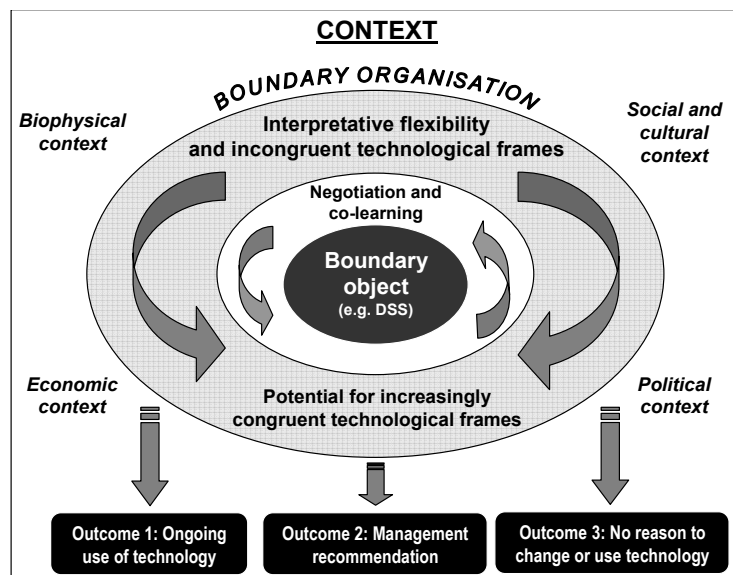 CONTEXT
BOUNDARY ORGANISATION
Biophysical
context
Social and
cultural
context
Interpretative flexibility
and incongruent technological frames
Negotiation and
co-learning
Boundary
object
(e.g. DSS)
Economic
context
Political
context
Potential for increasingly
congruent technological frames
Outcome 1: Ongoing
use of technology
Outcome 2: Management
recommendation
Outcome 3: No reason to
change or use technology